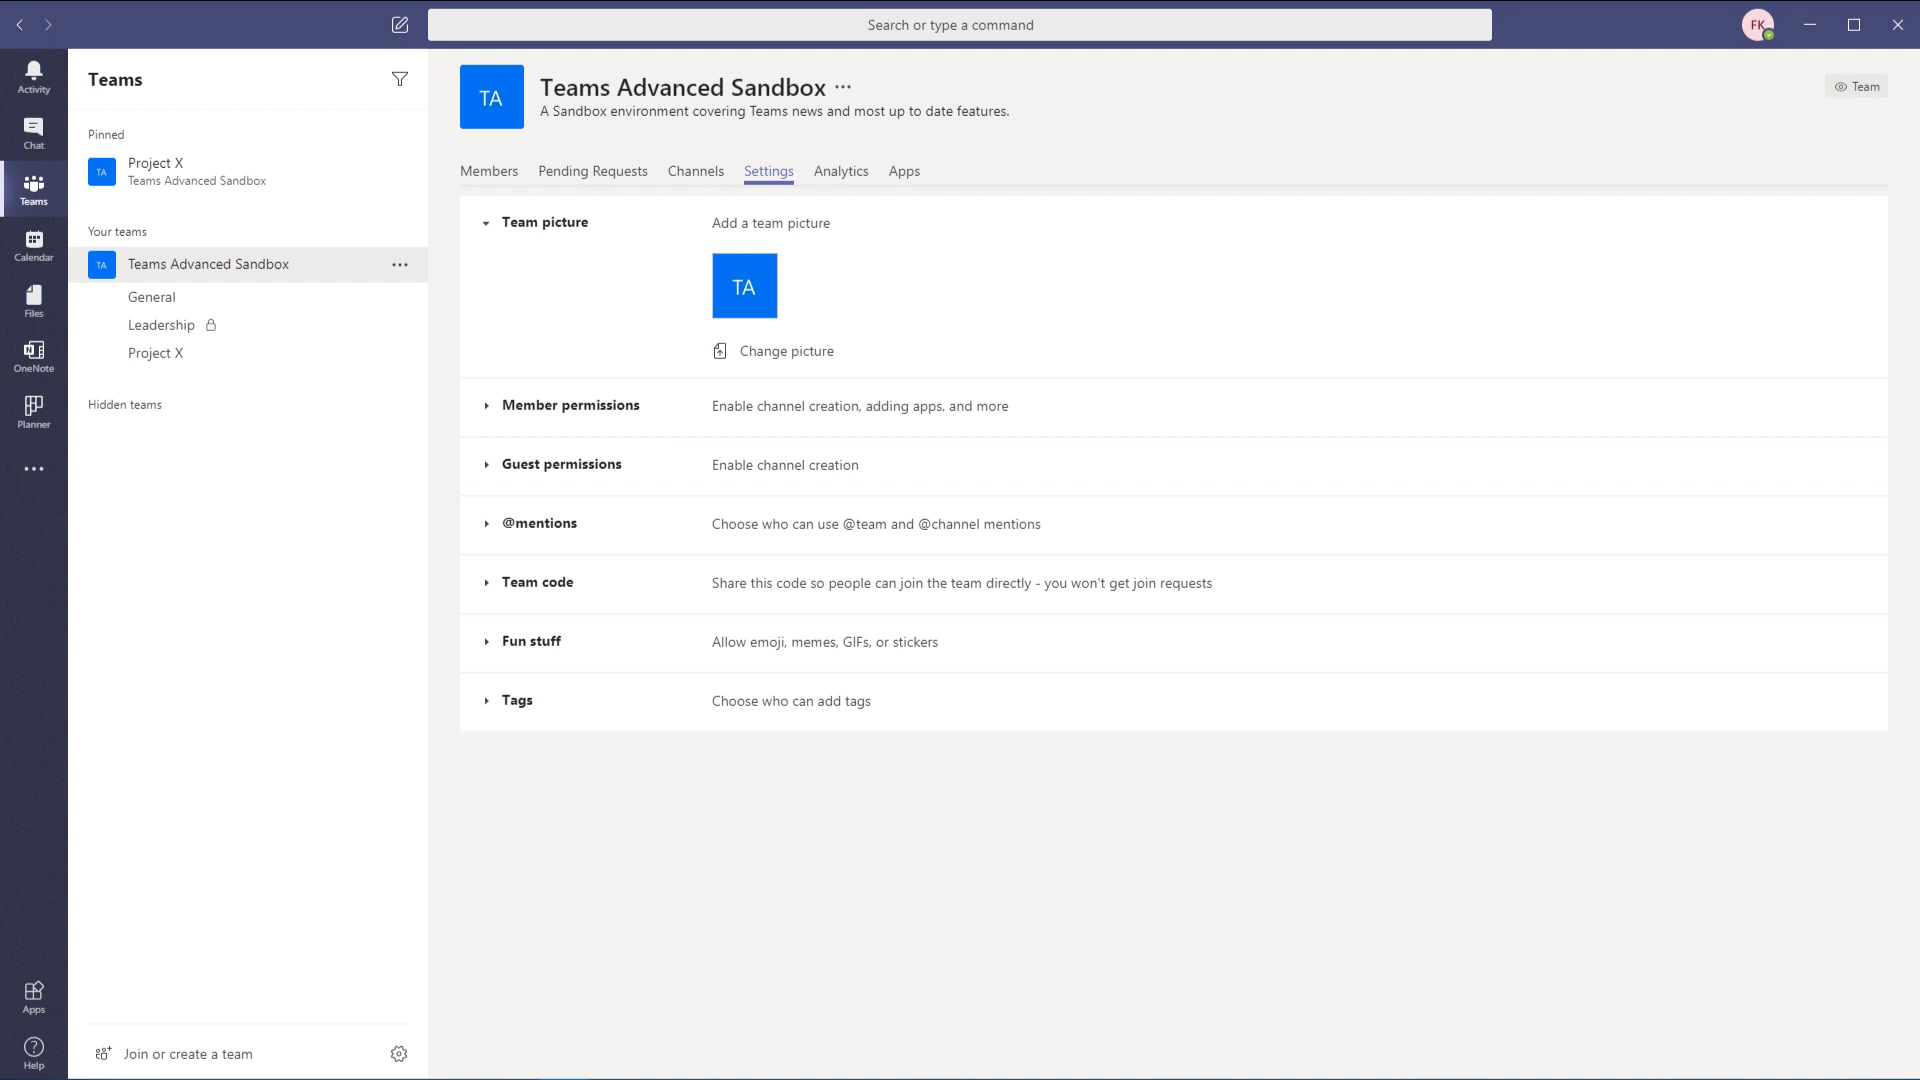 Search or type a command
FK
Activity
Chat
Teams
Calendar
Files
OneNote
Planner
Apps
Help
Teams
Pinned
TA
Project X
Teams Advanced Sandbox
Your teams
TA
Teams Advanced Sandbox
General
Leadership
Project X
Hidden teams
Join or create a team
TA
Teams Advanced Sandbox
A Sandbox environment covering Teams news and most up to date features.
Team
Members Pending Requests Channels Settings Analytics Apps
Team picture Add a team picture
TA
Change picture
Member permissions Enable channel creation, adding apps, and more
Guest permissions Enable channel creation
@mentions Choose who can use @team and @channel mentions
Team code Share this code so people can join the team directly - you won't get join requests
Fun stuff Allow emoji, memes, GIFs, or stickers
Tags Choose who can add tags